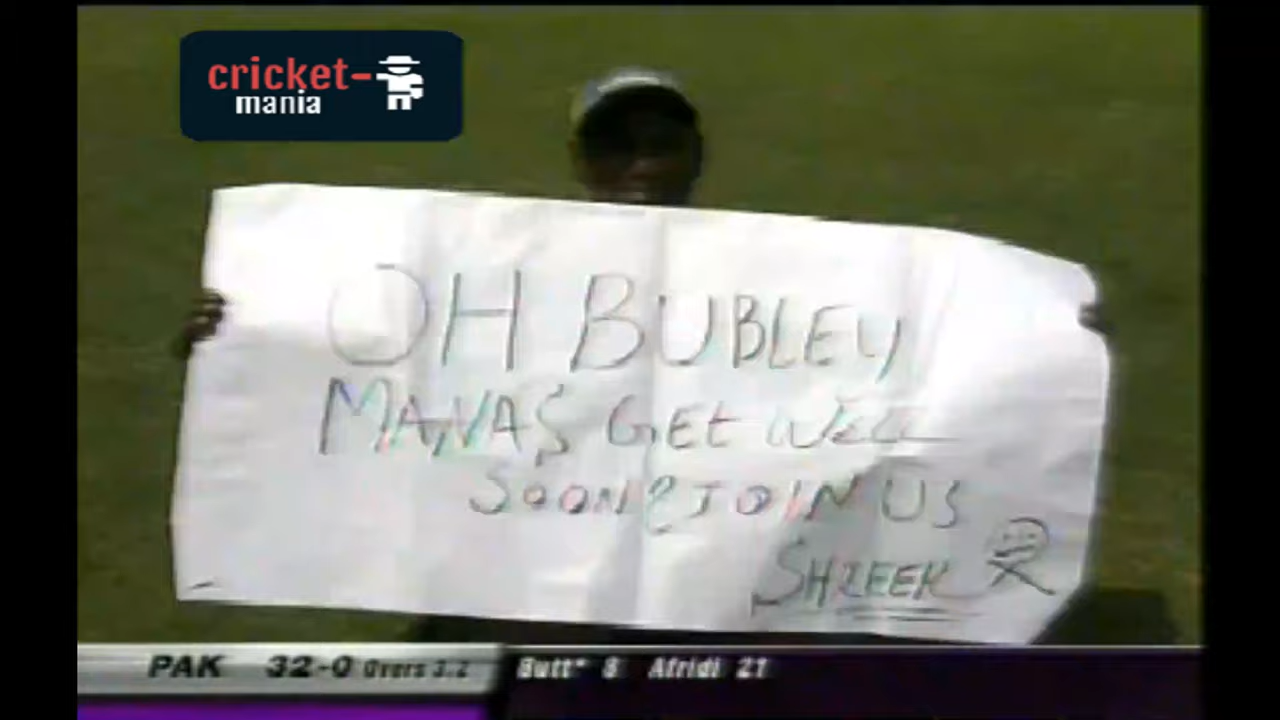 cricket-
mania
OH BUBLEY
MANAS GET WELL
SOON & JOIN US
SHREEK
PAK 32-0 Overs 3.2 Butt* 8 Afridi 21